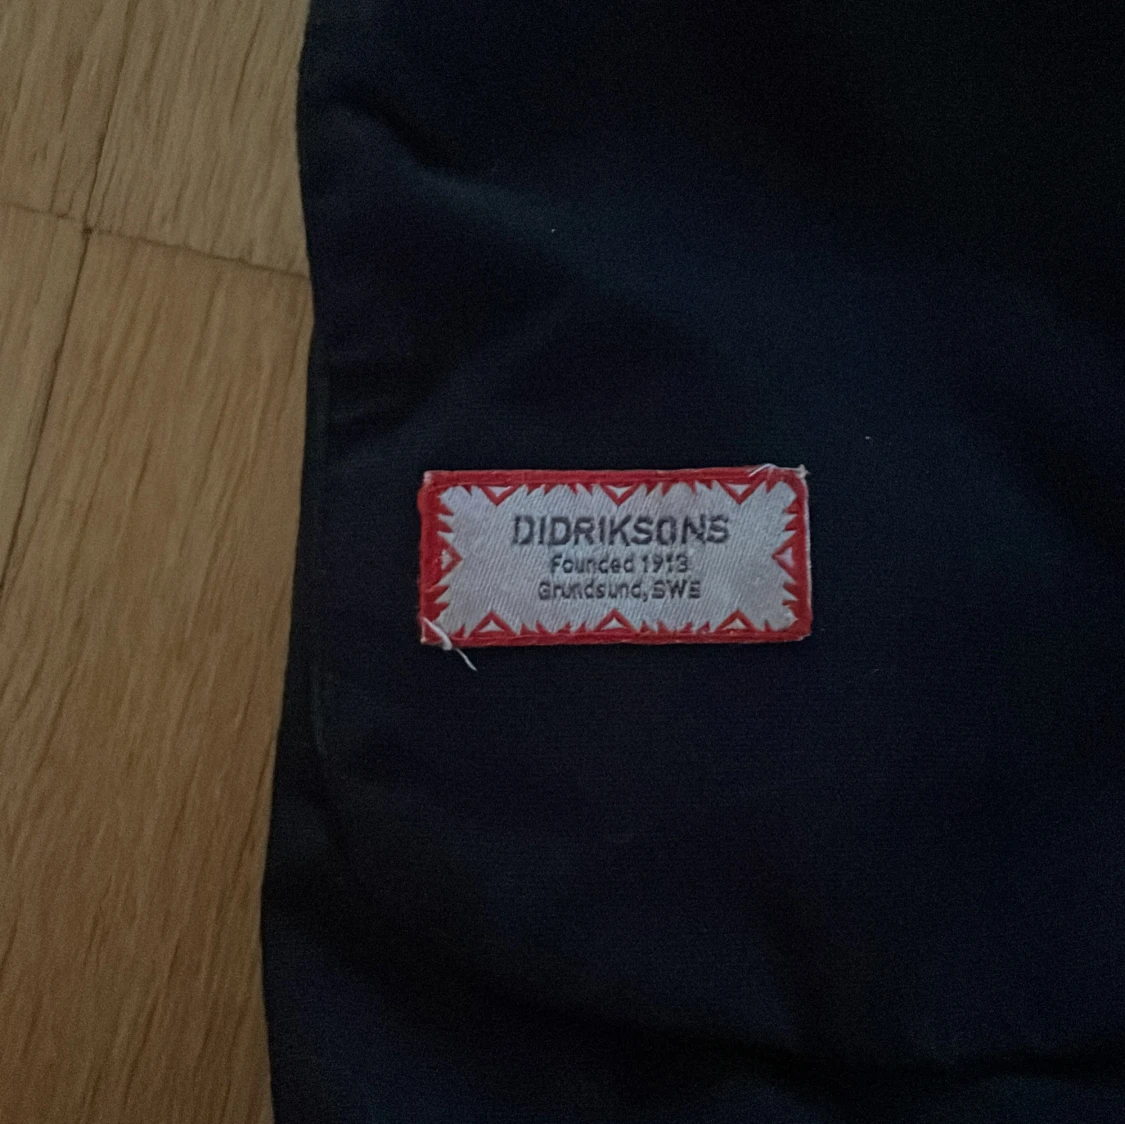 DIDRIKSONS
Founded 1913
Grundsund, SWE